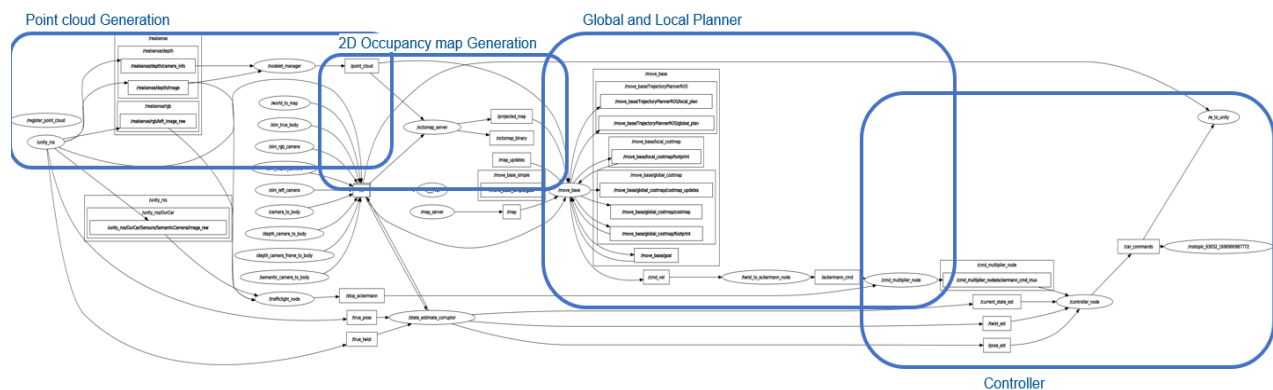 Point cloud Generation
Global and Local Planner
2D Occupancy map Generation
/realsense
/realsense/depth
/realsense/depth/camera_info
/realsense/depth/image
/realsense/rgb
/realsense/rgb/left_image_raw
/register_point_cloud
/unity_ros
/nodelet_manager
/point_cloud
/world_to_map
/sim_true_body
/sim_rgb_camera
/sim_left_camera
/camera_to_body
/depth_camera_to_body
/depth_camera_frame_to_body
/semantic_camera_to_body
/trafficlight_node
/unity_ros
/unity_ros/OurCar
/unity_ros/OurCar/Sensors/SemanticCamera/image_raw
/octomap_server
/projected_map
/octomap_binary
/map_updates
/move_base_simple
/map_server
/map
/move_base
/move_base
/move_base/TrajectoryPlannerROS
/move_base/TrajectoryPlannerROS/local_plan
/move_base/TrajectoryPlannerROS/global_plan
/move_base/local_costmap
/move_base/local_costmap/footprint
/move_base/global_costmap
/move_base/global_costmap/costmap_updates
/move_base/global_costmap/costmap
/move_base/global_costmap/footprint
/move_base/goal
/cmd_vel
/twist_to_ackermann_node
/ackermann_cmd
/cmd_multiplier_node
/cmd_multiplier_node
/cmd_multiplier_node/ackermann_cmd_mux
/stop_ackermann
/true_pose
/true_twist
/state_estimate_corruptor
/current_state_est
/twist_est
/pose_est
/controller_node
/car_commands
/rostopic_63032_1690900967772
/w_to_unity
Controller